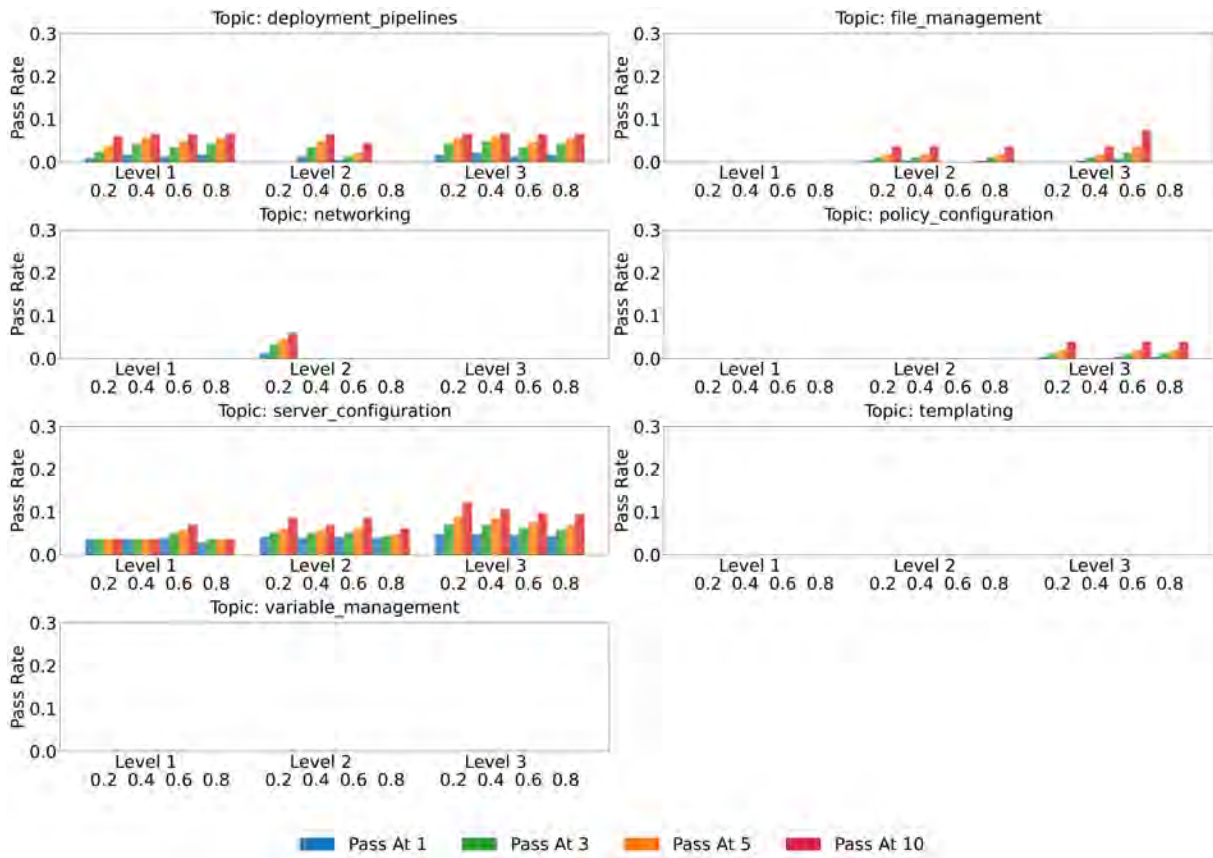 Topic: deployment_pipelines
Pass Rate
0.3
0.2
0.1
0.0
Level 1 Level 2 Level 3
0.2 0.4 0.6 0.8 0.2 0.4 0.6 0.8 0.2 0.4 0.6 0.8
Topic: file_management
Pass Rate
0.3
0.2
0.1
0.0
Level 1 Level 2 Level 3
0.2 0.4 0.6 0.8 0.2 0.4 0.6 0.8 0.2 0.4 0.6 0.8
Topic: networking
Pass Rate
0.3
0.2
0.1
0.0
Level 1 Level 2 Level 3
0.2 0.4 0.6 0.8 0.2 0.4 0.6 0.8 0.2 0.4 0.6 0.8
Topic: policy_configuration
Pass Rate
0.3
0.2
0.1
0.0
Level 1 Level 2 Level 3
0.2 0.4 0.6 0.8 0.2 0.4 0.6 0.8 0.2 0.4 0.6 0.8
Topic: server_configuration
Pass Rate
0.3
0.2
0.1
0.0
Level 1 Level 2 Level 3
0.2 0.4 0.6 0.8 0.2 0.4 0.6 0.8 0.2 0.4 0.6 0.8
Topic: templating
Pass Rate
0.3
0.2
0.1
0.0
Level 1 Level 2 Level 3
0.2 0.4 0.6 0.8 0.2 0.4 0.6 0.8 0.2 0.4 0.6 0.8
Topic: variable_management
Pass Rate
0.3
0.2
0.1
0.0
Level 1 Level 2 Level 3
0.2 0.4 0.6 0.8 0.2 0.4 0.6 0.8 0.2 0.4 0.6 0.8
Pass At 1 Pass At 3 Pass At 5 Pass At 10